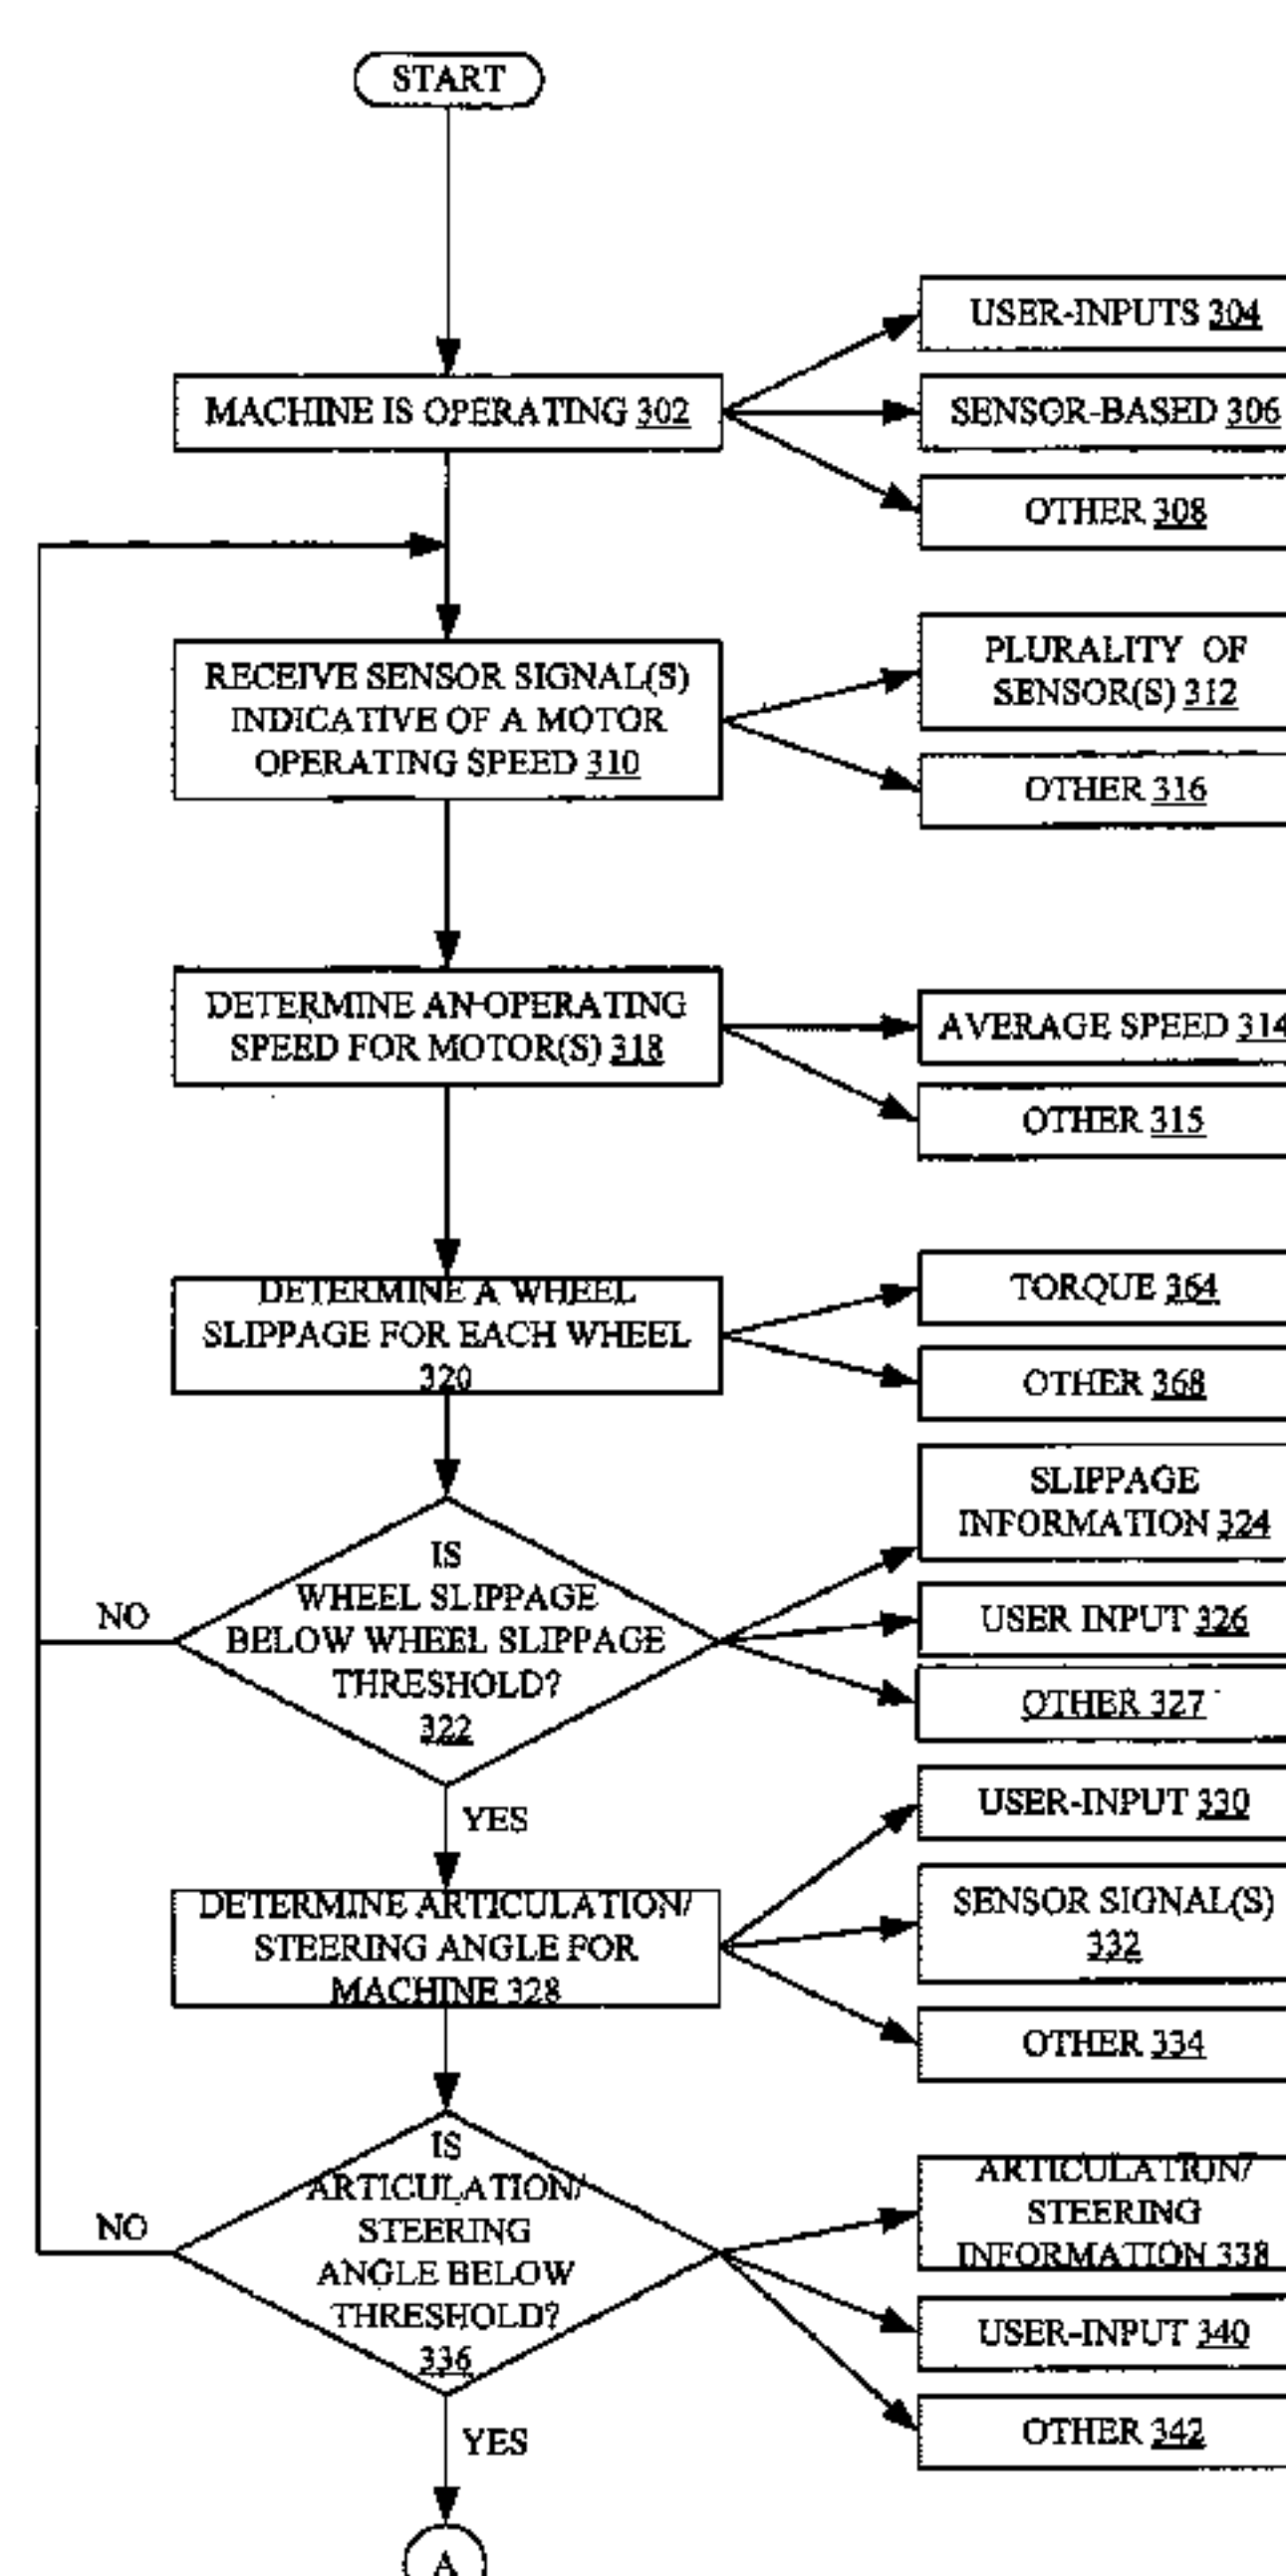 START
MACHINE IS OPERATING 302
USER-INPUTS 304
SENSOR-BASED 306
OTHER 308
RECEIVE SENSOR SIGNAL(S)
INDICATIVE OF A MOTOR
OPERATING SPEED 310
PLURALITY OF
SENSOR(S) 312
OTHER 316
DETERMINE AN-OPERATING
SPEED FOR MOTOR(S) 318
AVERAGE SPEED 314
OTHER 315
DETERMINE A WHEEL
SLIPPAGE FOR EACH WHEEL
320
TORQUE 364
OTHER 368
IS
WHEEL SLIPPAGE
BELOW WHEEL SLIPPAGE
THRESHOLD?
322
NO
YES
SLIPPAGE
INFORMATION 324
USER INPUT 326
OTHER 327
DETERMINE ARTICULATION/
STEERING ANGLE FOR
MACHINE 328
USER-INPUT 330
SENSOR SIGNAL(S)
332
OTHER 334
IS
ARTICULATION/
STEERING
ANGLE BELOW
THRESHOLD?
336
NO
YES
ARTICULATION/
STEERING
INFORMATION 338
USER-INPUT 340
OTHER 342
A